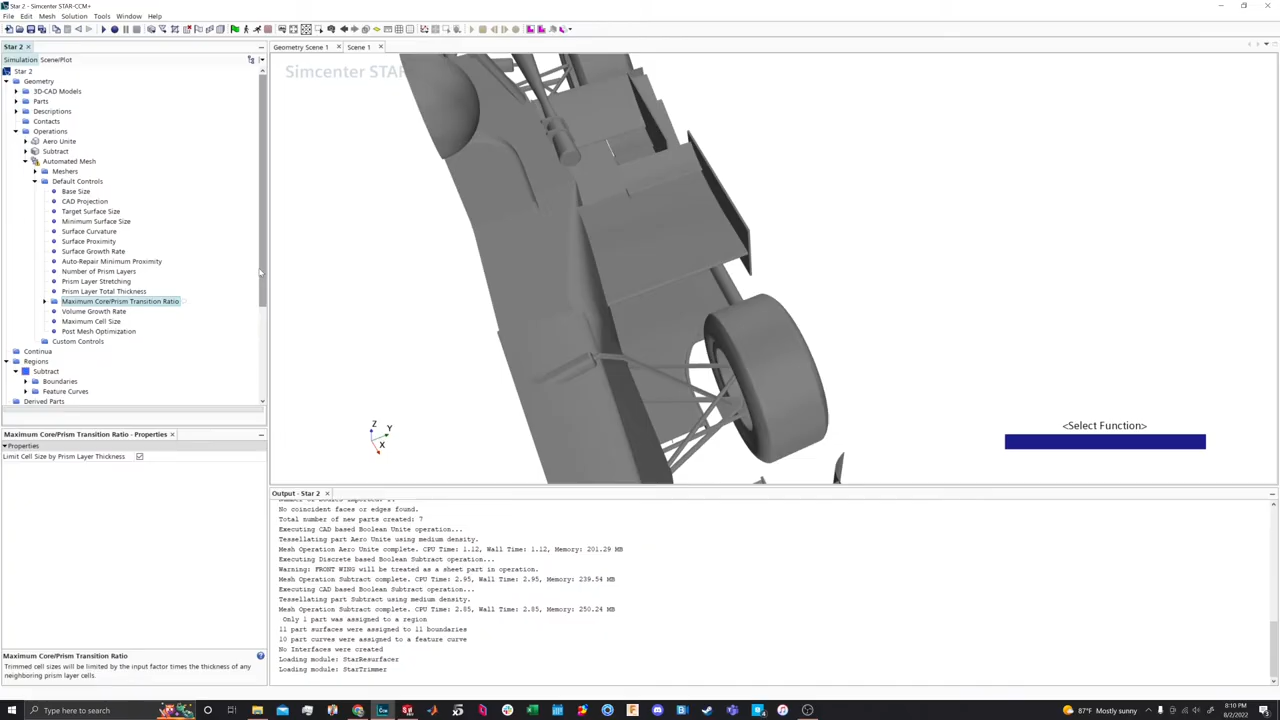 Star 2 - Simcenter STAR-CCM+
File Edit Mesh Solution Tools Window Help
Star 2
Geometry Scene 1 Scene 1
Simulation Scene/Plot
Star 2
Geometry
3D-CAD Models
Parts
Descriptions
Contacts
Operations
Aero Unite
Subtract
Automated Mesh
Meshers
Default Controls
Base Size
CAD Projection
Target Surface Size
Minimum Surface Size
Surface Curvature
Surface Proximity
Surface Growth Rate
Auto-Repair Minimum Proximity
Number of Prism Layers
Prism Layer Stretching
Prism Layer Total Thickness
Maximum Core/Prism Transition Ratio
Volume Growth Rate
Maximum Cell Size
Post Mesh Optimization
Custom Controls
Continua
Regions
Subtract
Boundaries
Feature Curves
Derived Parts
Simcenter STAR
Z
Y
X
<Select Function>
Maximum Core/Prism Transition Ratio - Properties
Properties
Limit Cell Size by Prism Layer Thickness
Maximum Core/Prism Transition Ratio
Trimmed cell sizes will be limited by the input factor times the thickness of any
neighboring prism layer cells.
Output - Star 2
No coincident faces or edges found.
Total number of new parts created: 7
Executing CAD based Boolean Unite operation...
Tessellating part Aero Unite using medium density.
Mesh Operation Aero Unite complete. CPU Time: 1.12, Wall Time: 1.12, Memory: 201.29 MB
Executing Discrete based Boolean Subtract operation...
Warning: FRONT WING will be treated as a sheet part in operation.
Mesh Operation Subtract complete. CPU Time: 2.95, Wall Time: 2.95, Memory: 239.54 MB
Executing CAD based Boolean Subtract operation...
Tessellating part Subtract using medium density.
Mesh Operation Subtract complete. CPU Time: 2.85, Wall Time: 2.85, Memory: 250.24 MB
Only 1 part was assigned to a region
11 part surfaces were assigned to 11 boundaries
10 part curves were assigned to a feature curve
No Interfaces were created
Loading module: StarResurfacer
Loading module: StarTrimmer
Type here to search
87°F Mostly sunny
8:10 PM
8/2/2022